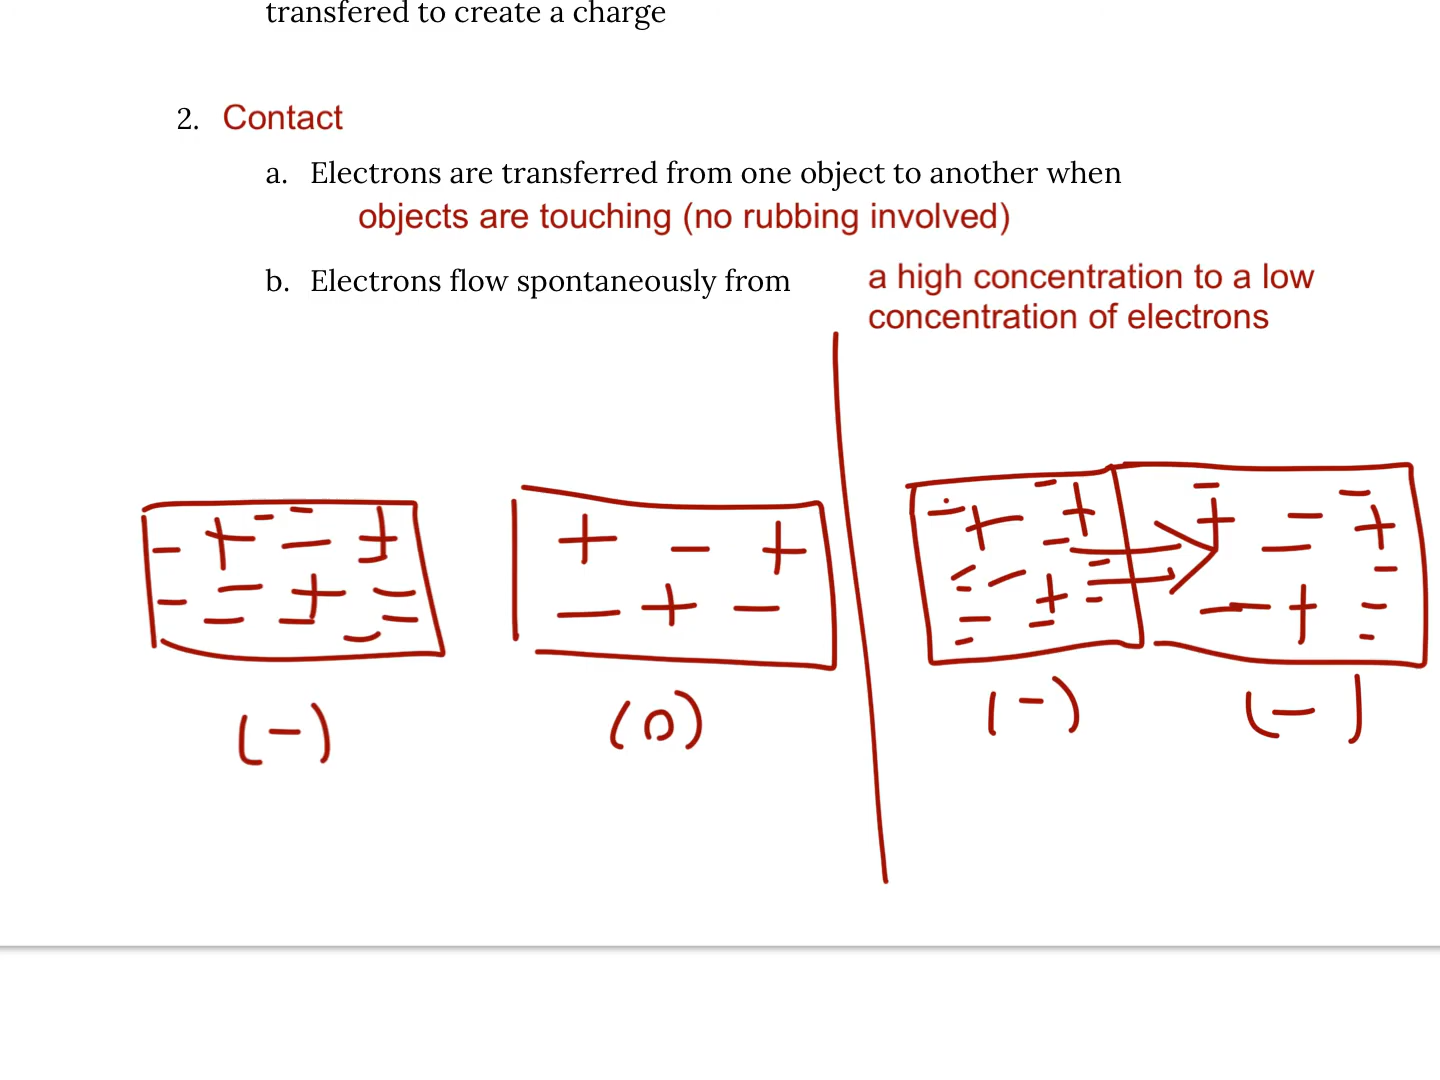 transfered to create a charge
2. Contact
a. Electrons are transferred from one object to another when
objects are touching (no rubbing involved)
b. Electrons flow spontaneously from a high concentration to a low
concentration of electrons
(-) (0) (-) (-)